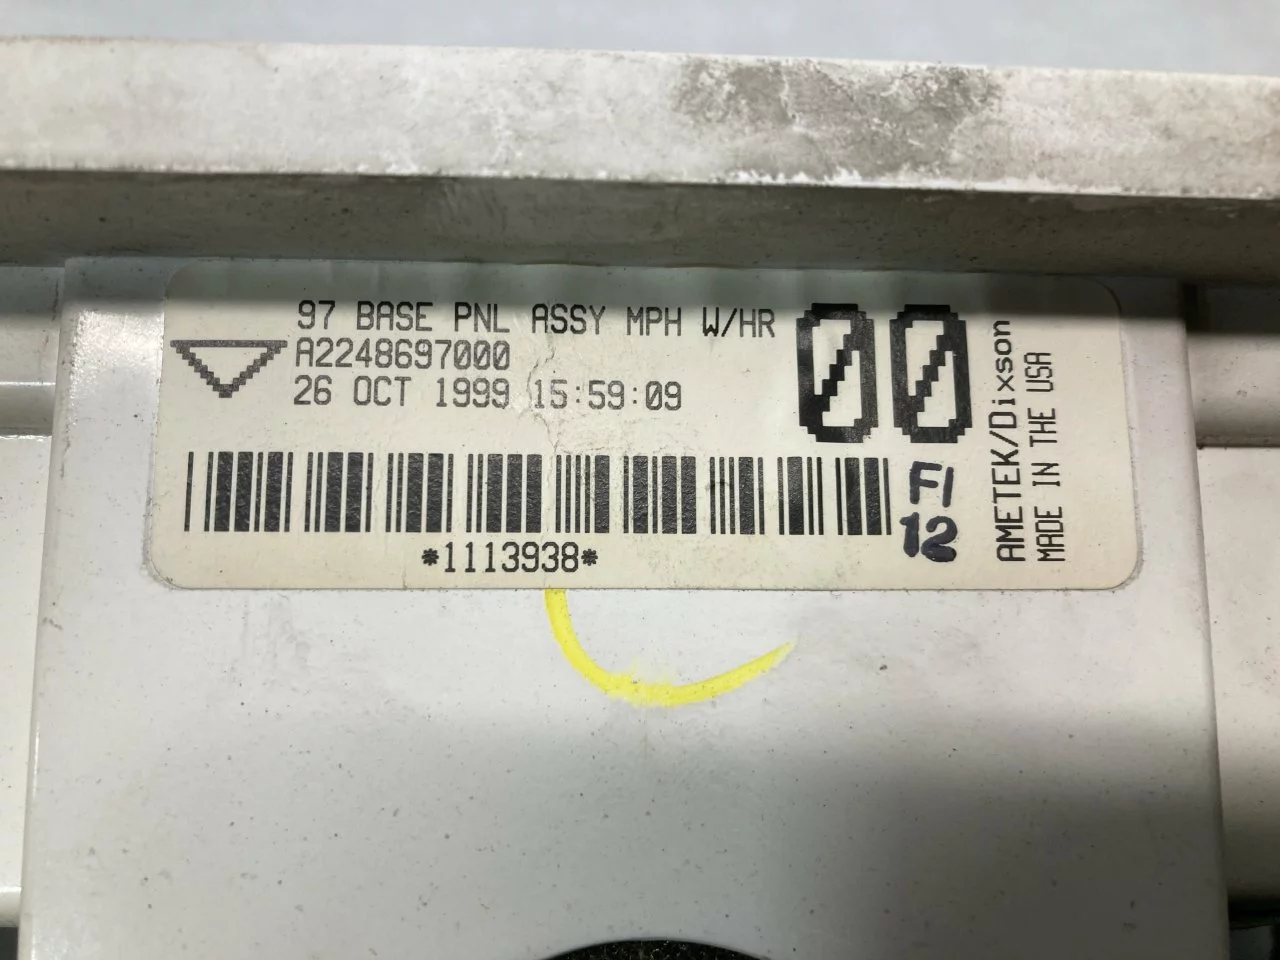 97 BASE PNL ASSY MPH W/HR
A2248697000
26 OCT 1999 15:59:09
00
*1113938*
F1
12
AMETEK/Dixson
MADE IN THE USA